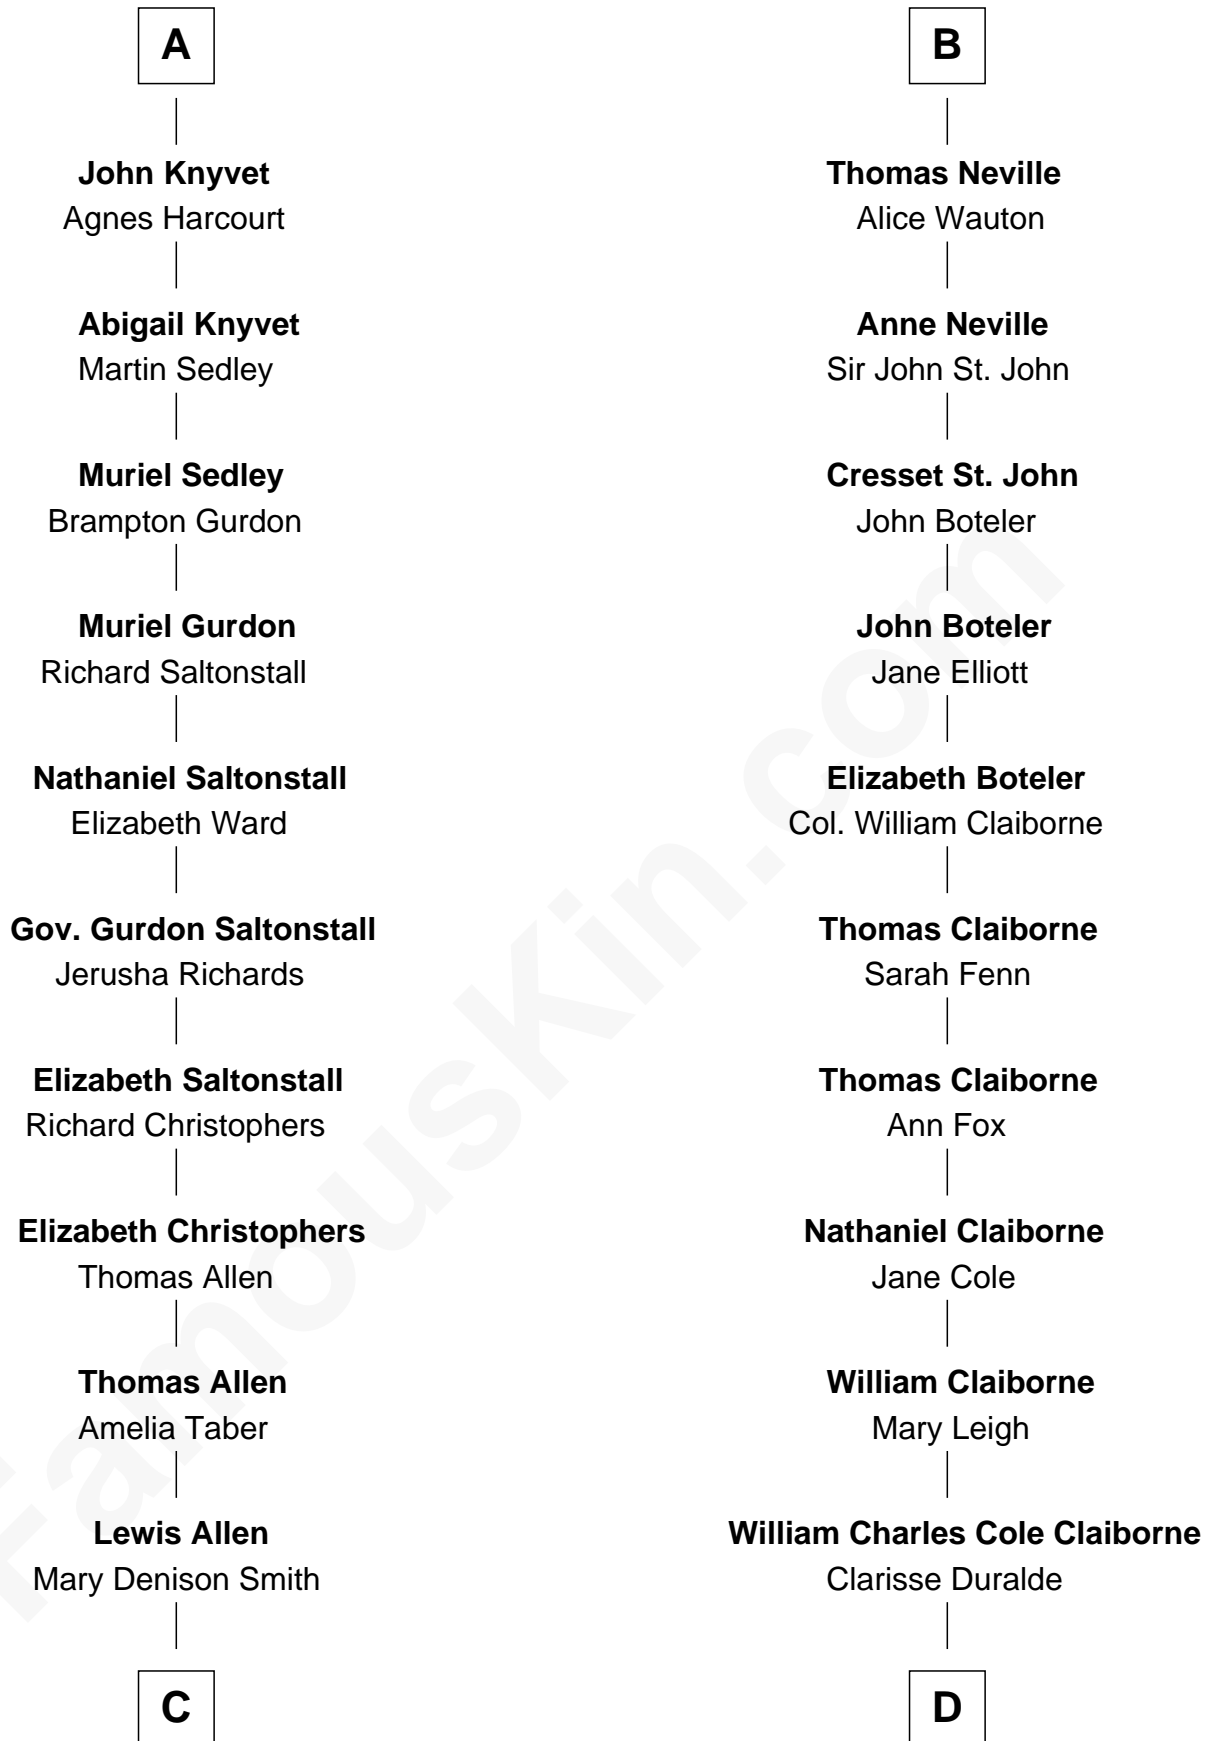 A
John Knyvet
Agnes Harcourt
Abigail Knyvet
Martin Sedley
Muriel Sedley
Brampton Gurdon
Muriel Gurdon
Richard Saltonstall
Nathaniel Saltonstall
Elizabeth Ward
Gov. Gurdon Saltonstall
Jerusha Richards
Elizabeth Saltonstall
Richard Christophers
Elizabeth Christophers
Thomas Allen
Thomas Allen
Amelia Taber
Lewis Allen
Mary Denison Smith
C
B
Thomas Neville
Alice Wauton
Anne Neville
Sir John St. John
Cresset St. John
John Boteler
John Boteler
Jane Elliott
Elizabeth Boteler
Col. William Claiborne
Thomas Claiborne
Sarah Fenn
Thomas Claiborne
Ann Fox
Nathaniel Claiborne
Jane Cole
William Claiborne
Mary Leigh
William Charles Cole Claiborne
Clarisse Duralde
D
FamousKin.com